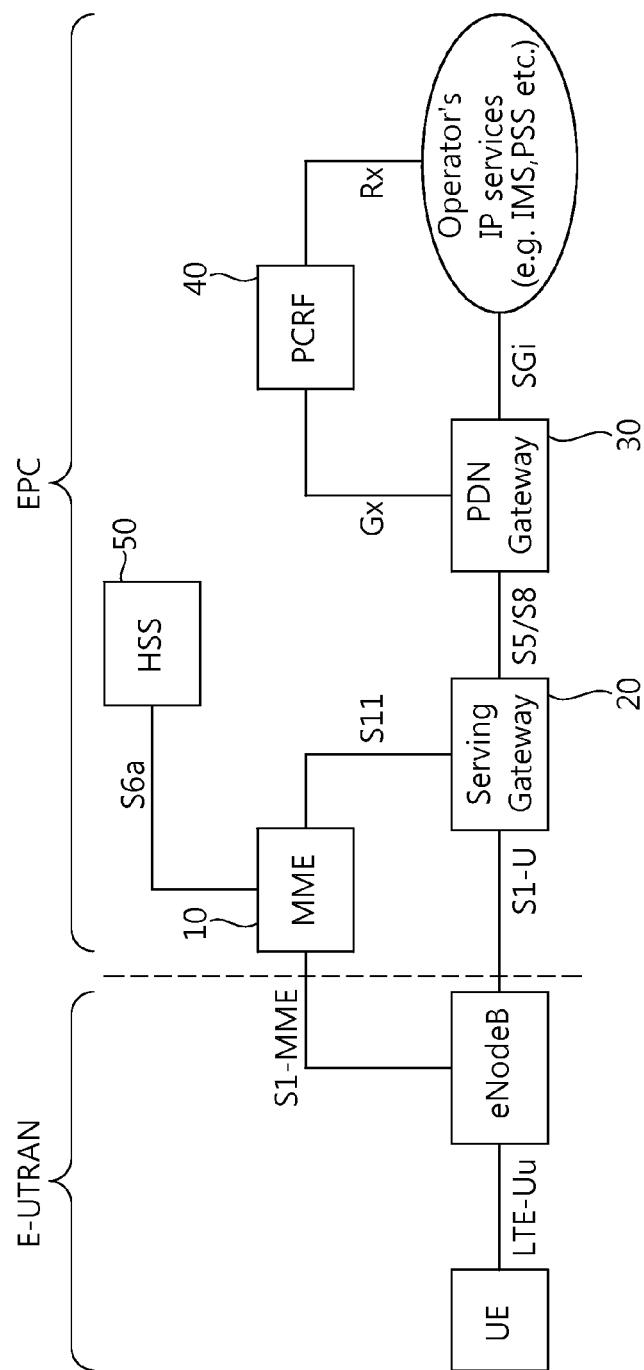 E-UTRAN
EPC
HSS
50
S6a
MME
10
S1-MME
S11
PCRF
40
Gx
Rx
UE
LTE-Uu
eNodeB
S1-U
Serving
Gateway
20
S5/S8
PDN
Gateway
30
SGi
Operator's
IP services
(e.g. IMS,PSS etc.)